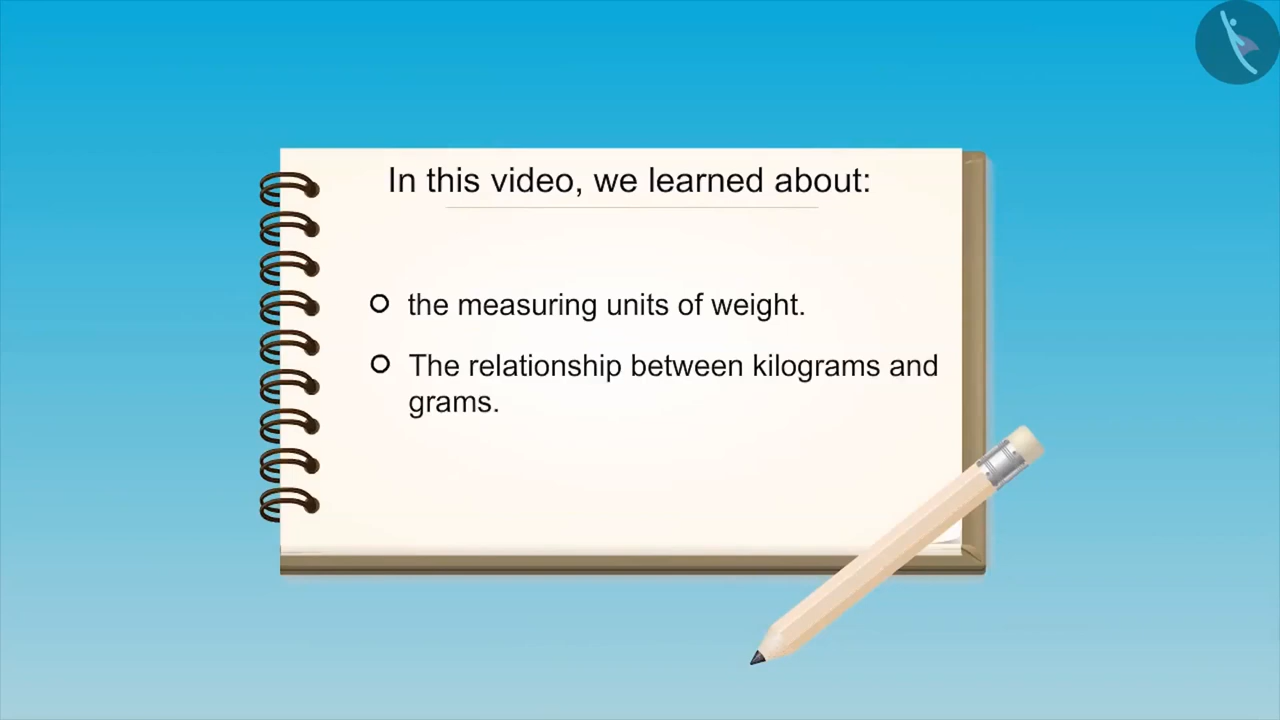 In this video, we learned about:
the measuring units of weight.
The relationship between kilograms and
grams.